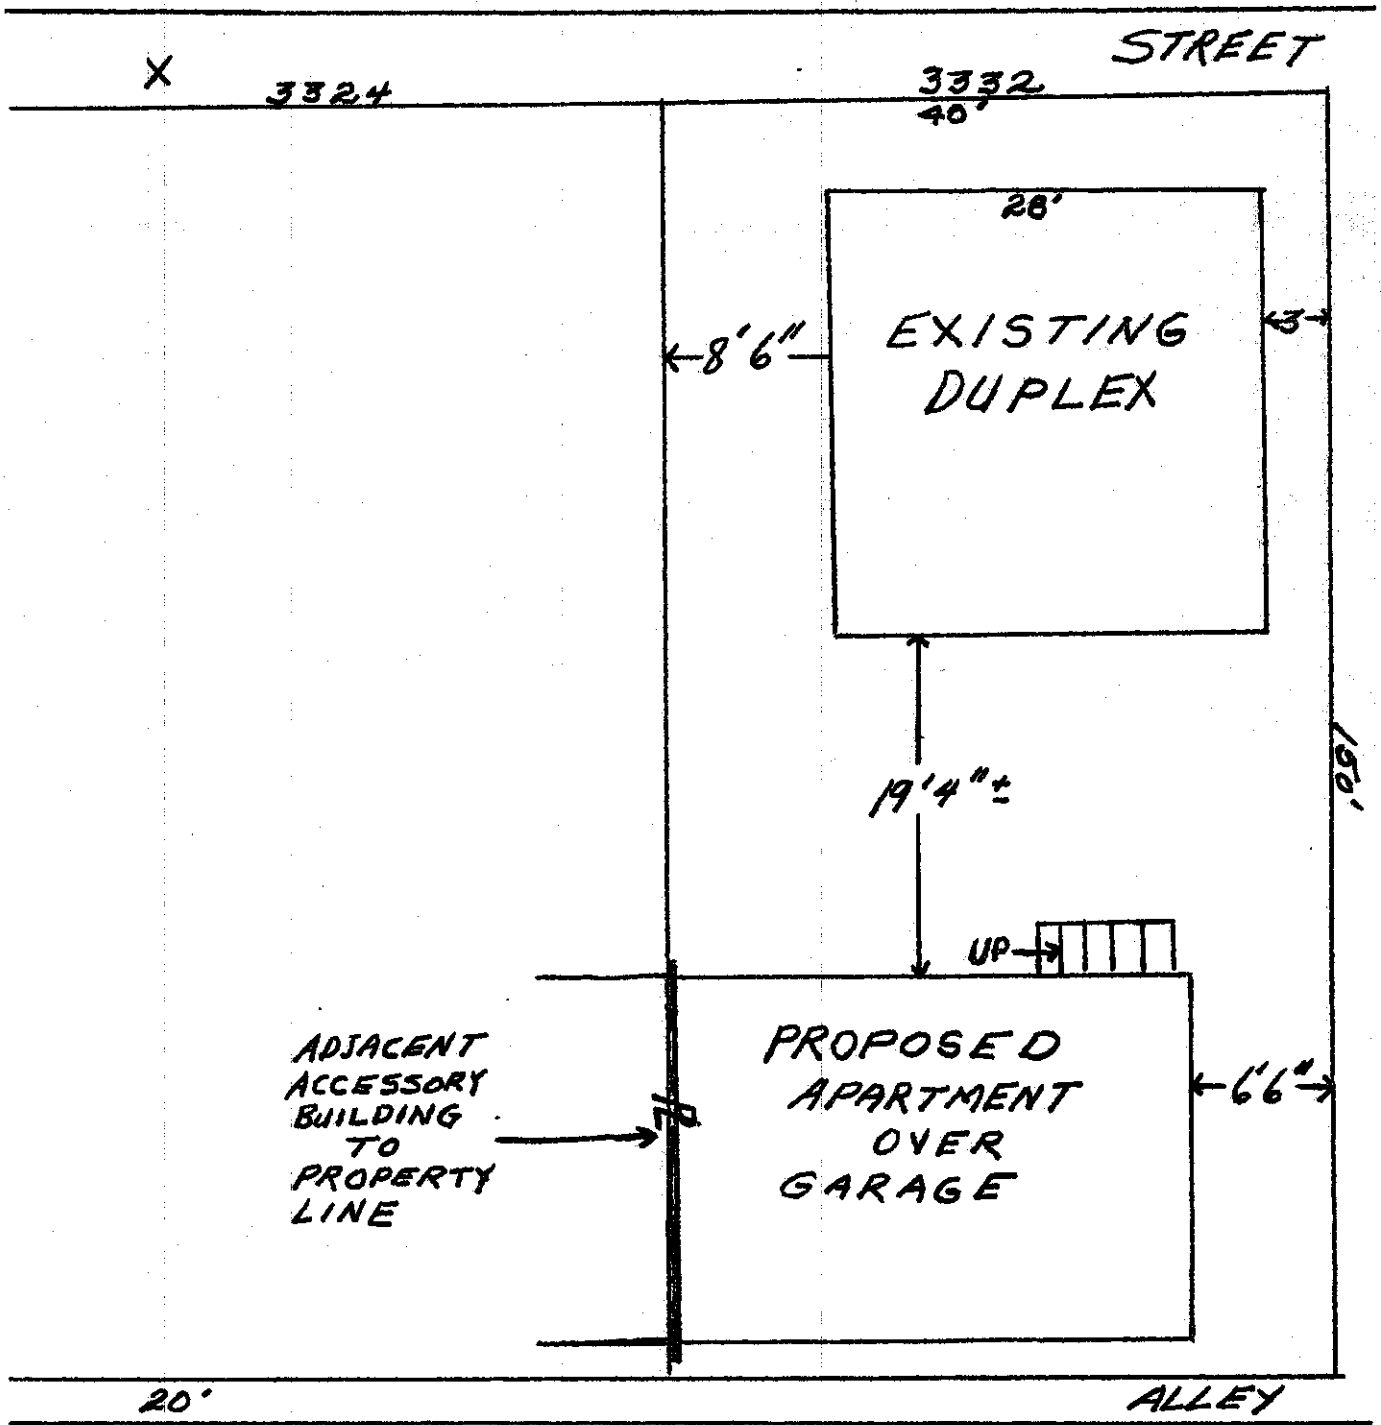 STREET
X
3324
3332
40'
28'
EXISTING
DUPLEX
8'6"
3
19'4"±
150'
UP
ADJACENT
ACCESSORY
BUILDING
TO
PROPERTY
LINE
PROPOSED
APARTMENT
OVER
GARAGE
6'6"
20'
ALLEY